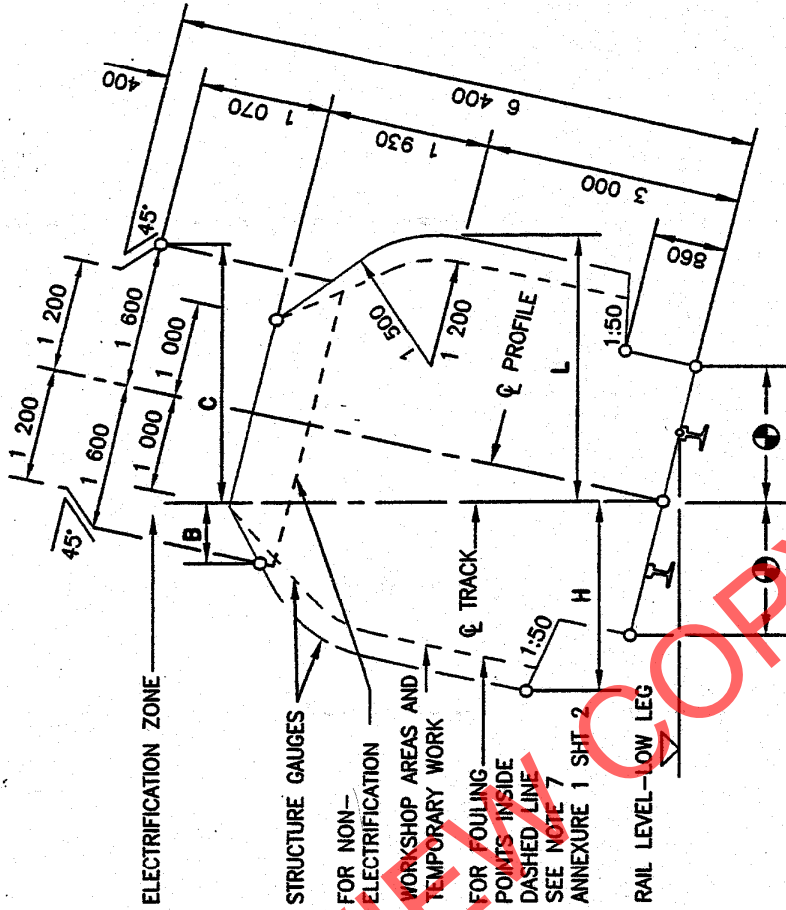 400
6 400
1 070
1 930
3 000
860
45°
1 200
1 600
1 000
1 200
1 600
1 000
45°
C
B
1 500
1 200
L
℄ PROFILE
1:50
℄ TRACK
H
1:50
ELECTRIFICATION ZONE
STRUCTURE GAUGES
FOR NON-
ELECTRIFICATION
WORKSHOP AREAS AND
TEMPORARY WORK
FOR FOULING
POINTS INSIDE
DASHED LINE
SEE NOTE 7
ANNEXURE 1 SHT 2
RAIL LEVEL-LOW LEG
EW COPY